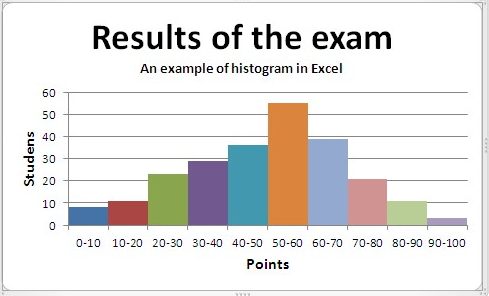 Results of the exam
An example of histogram in Excel
60
50
40
30
20
10
0
Studens
0-10 10-20 20-30 30-40 40-50 50-60 60-70 70-80 80-90 90-100
Points